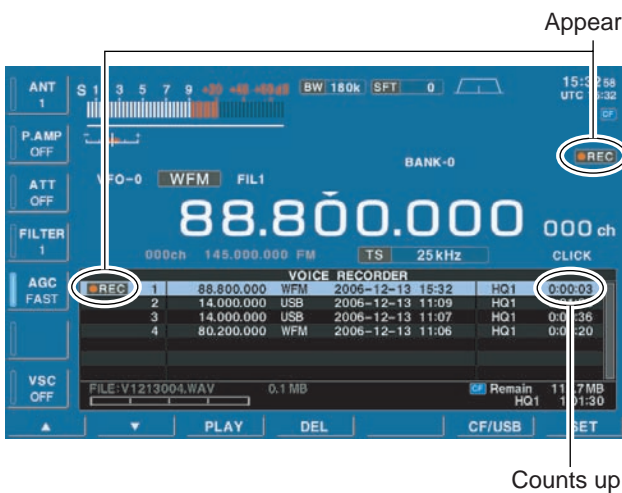 Appear
ANT
1
S 1 3 5 7 9 +20 +40 +60dB BW 180k SFT 0
UTC
CF
P.AMP
OFF
BANK-0
REC
ATT
OFF
VFO-0 WFM FIL1
FILTER
1
88.800.000 000 ch
000ch 145.000.000 FM TS 25kHz CLICK
AGC
FAST
VOICE RECORDER
REC 1 88.800.000 WFM 2006-12-13 15:32 HQ1 0:00:03
2 14.000.000 USB 2006-12-13 11:09 HQ1
3 14.000.000 USB 2006-12-13 11:07 HQ1
4 80.200.000 WFM 2006-12-13 11:06 HQ1
VSC
OFF
FILE:V1213004.WAV 0.1 MB CF Remain
HQ1
▲ ▼ PLAY DEL CF/USB SET
Counts up